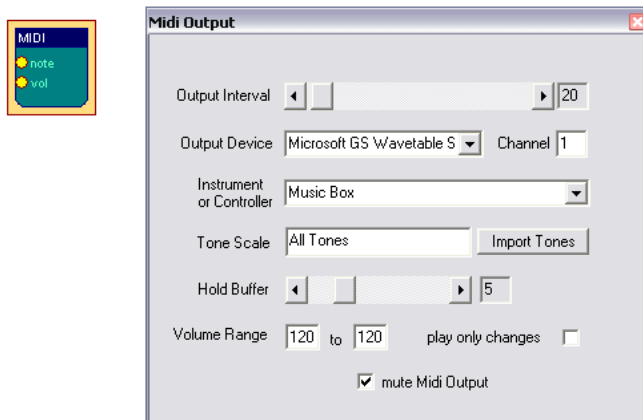 MIDI
note
vol
Midi Output
Output Interval 20
Output Device Microsoft GS Wavetable S Channel 1
Instrument
or Controller Music Box
Tone Scale All Tones Import Tones
Hold Buffer 5
Volume Range 120 to 120 play only changes
mute Midi Output